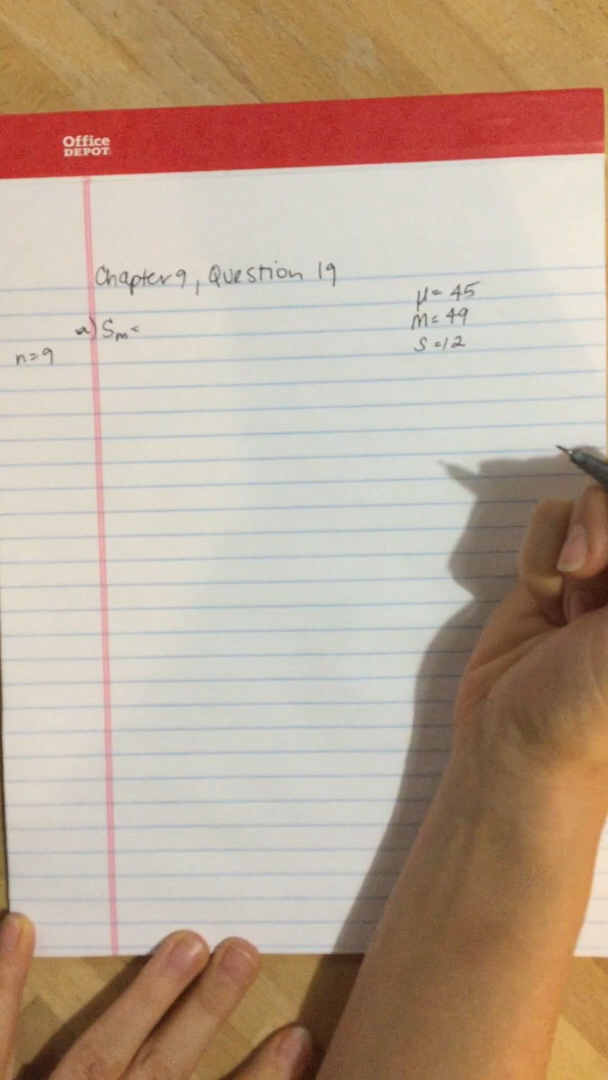 Office
DEPOT
Chapter 9, Question 19
μ = 45
M = 49
S = 12
a) Sm =
n = 9